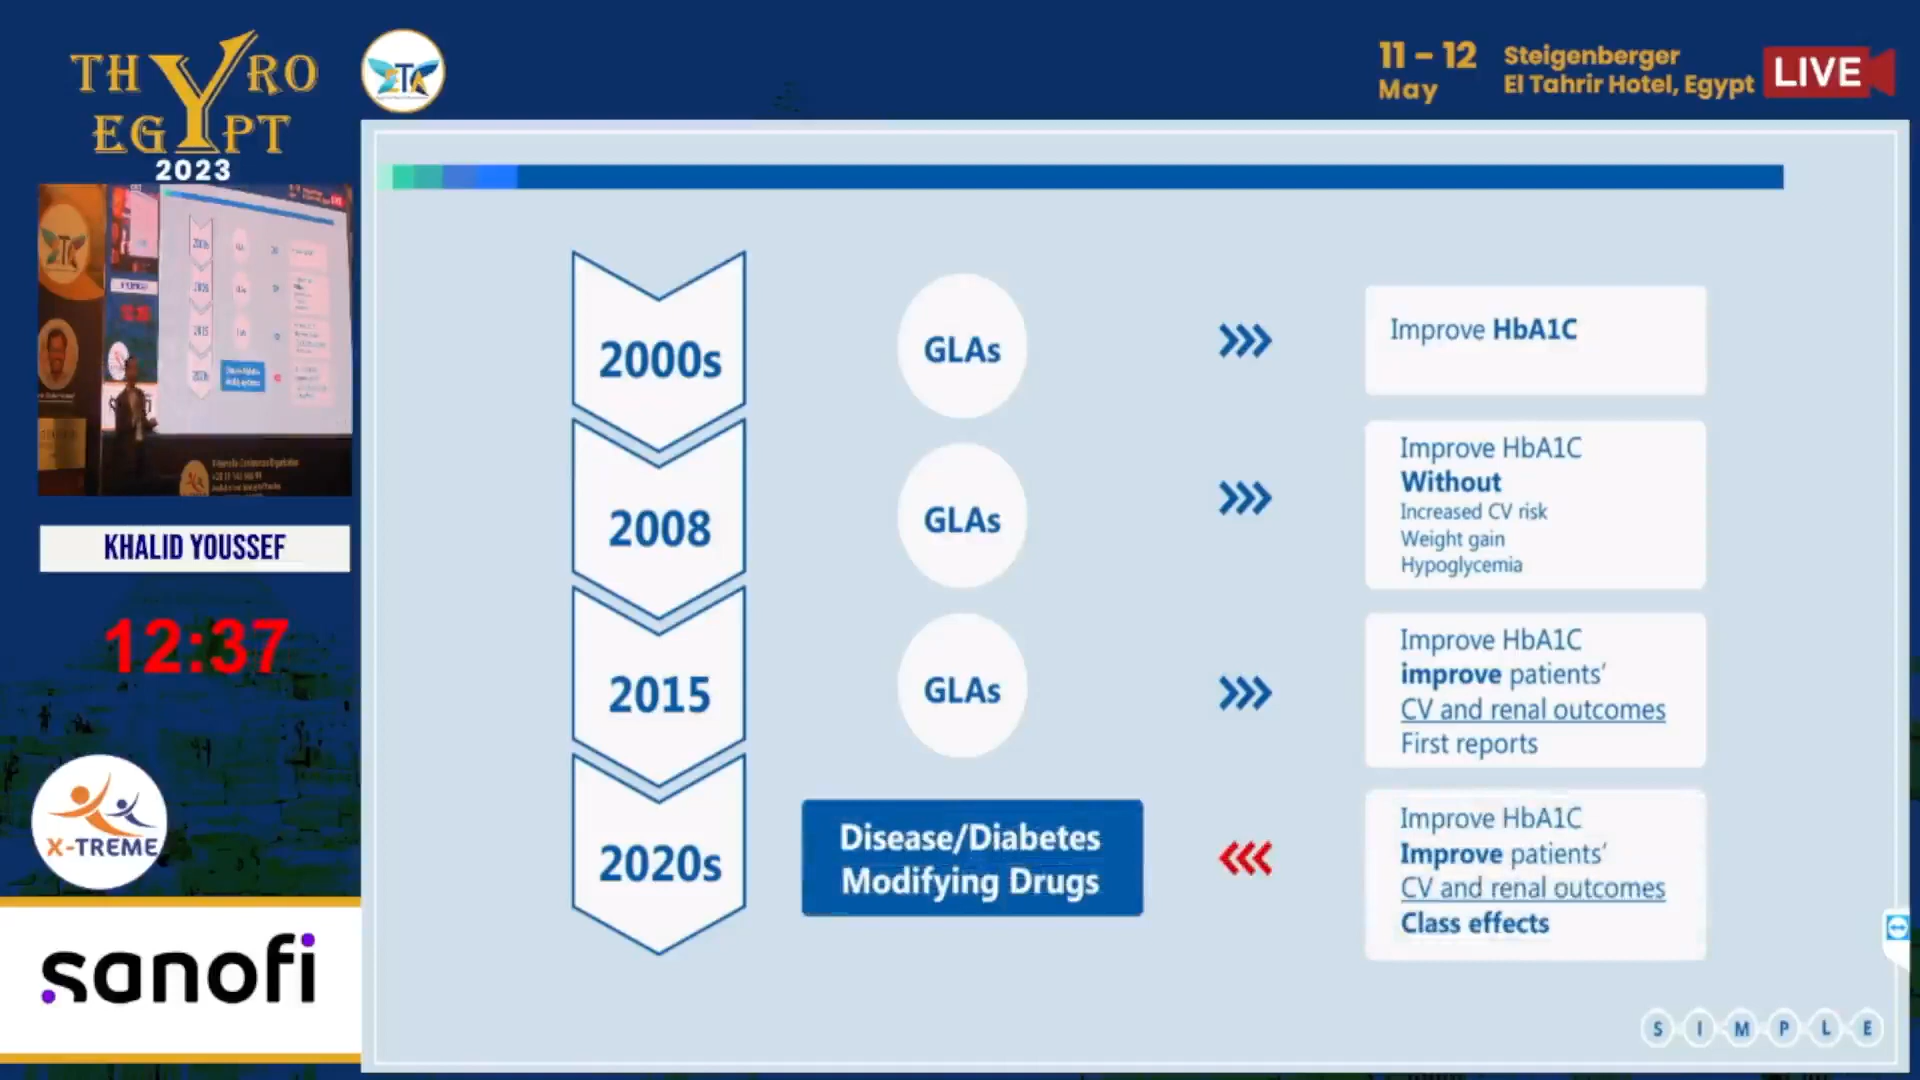 THYRO
EGYPT
2023
ETA
11 – 12
May
Steigenberger
El Tahrir Hotel, Egypt
LIVE
KHALID YOUSSEF
12:37
X-TREME
sanofi
2000s
GLAs
Improve HbA1C
2008
GLAs
Improve HbA1C
Without
Increased CV risk
Weight gain
Hypoglycemia
2015
GLAs
Improve HbA1C
improve patients'
CV and renal outcomes
First reports
2020s
Disease/Diabetes
Modifying Drugs
Improve HbA1C
Improve patients'
CV and renal outcomes
Class effects
S I M P L E